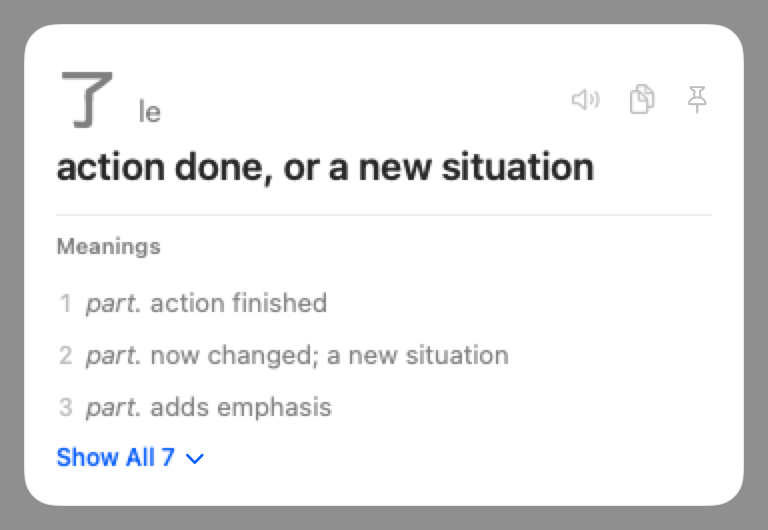 了 le
action done, or a new situation
Meanings
1 part. action finished
2 part. now changed; a new situation
3 part. adds emphasis
Show All 7